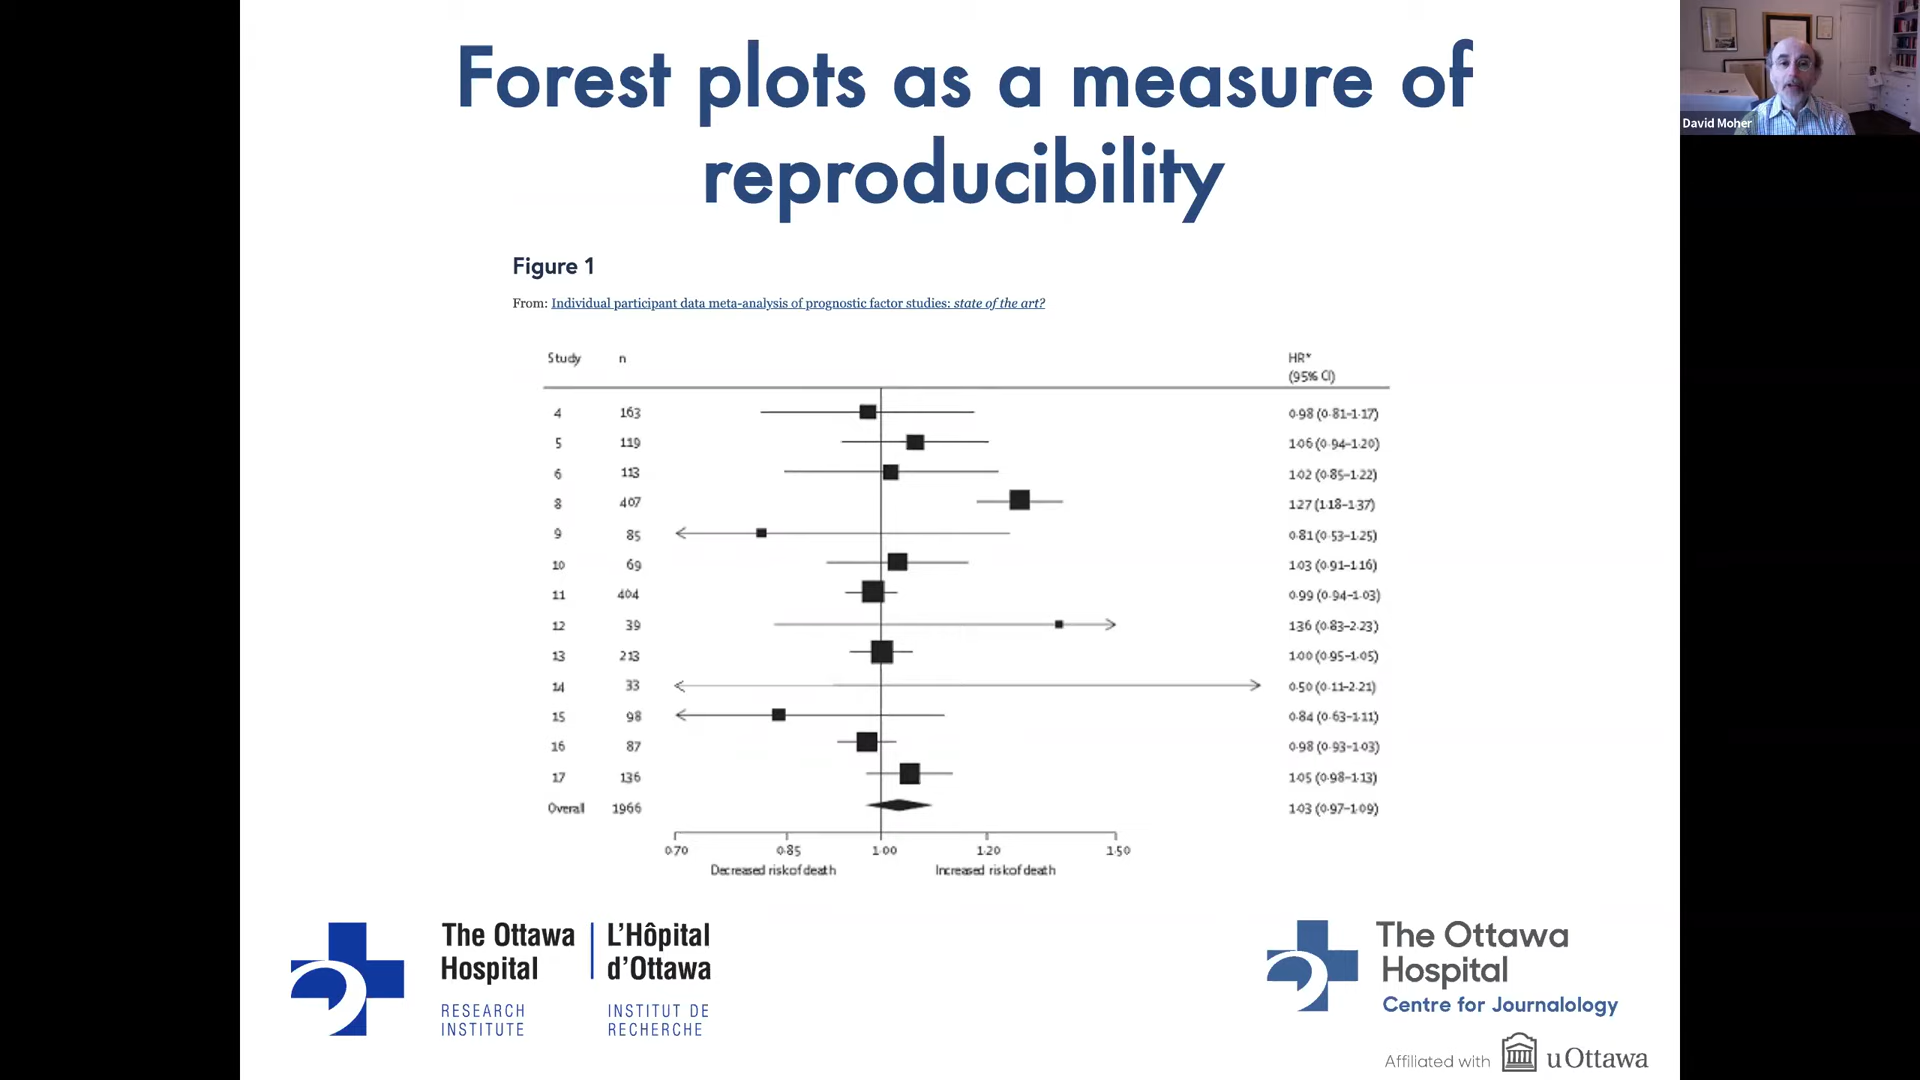 Forest plots as a measure of
reproducibility
David Moher
Figure 1
From: Individual participant data meta-analysis of prognostic factor studies: state of the art?
Study n HR*
(95% CI)
4 163 0·98 (0·81–1·17)
5 119 1·06 (0·94–1·20)
6 113 1·02 (0·85–1·22)
8 407 1·27 (1·18–1·37)
9 85 0·81 (0·53–1·25)
10 69 1·03 (0·91–1·16)
11 404 0·99 (0·94–1·03)
12 39 1·36 (0·83–2·23)
13 213 1·00 (0·95–1·05)
14 33 0·50 (0·11–2·21)
15 98 0·84 (0·63–1·11)
16 87 0·98 (0·93–1·03)
17 136 1·05 (0·98–1·13)
Overall 1966 1·03 (0·97–1·09)
0·70 0·85 1·00 1·20 1·50
Decreased risk of death Increased risk of death
The Ottawa
Hospital
RESEARCH
INSTITUTE
L'Hôpital
d'Ottawa
INSTITUT DE
RECHERCHE
The Ottawa
Hospital
Centre for Journalology
Affiliated with uOttawa